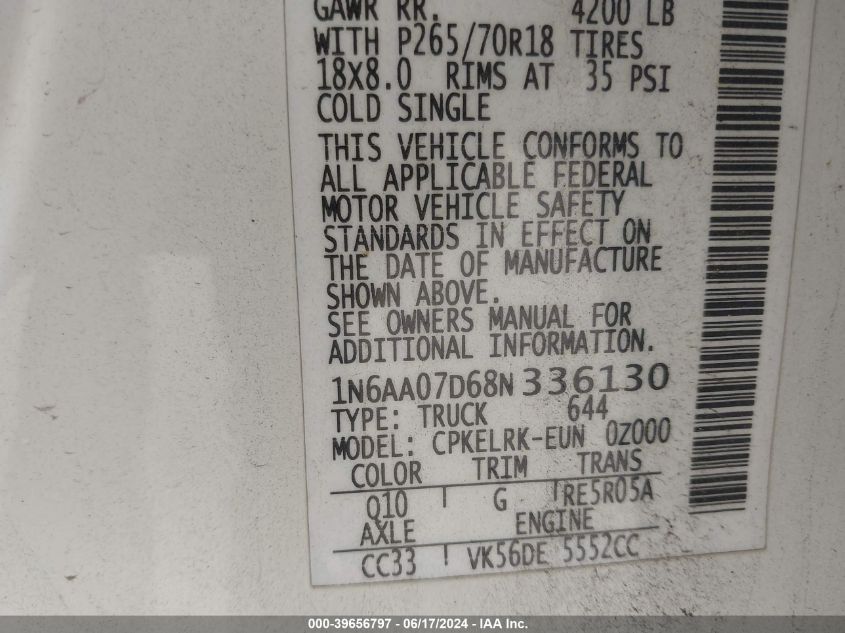 GAWR RR. 4200 LB
WITH P265/70R18 TIRES
18X8.0 RIMS AT 35 PSI
COLD SINGLE
THIS VEHICLE CONFORMS TO
ALL APPLICABLE FEDERAL
MOTOR VEHICLE SAFETY
STANDARDS IN EFFECT ON
THE DATE OF MANUFACTURE
SHOWN ABOVE.
SEE OWNERS MANUAL FOR
ADDITIONAL INFORMATION.
1N6AA07D68N336130
TYPE: TRUCK 644
MODEL: CPKELRK-EUN 0Z000
COLOR TRIM TRANS
Q10 G RE5R05A
AXLE ENGINE
CC33 VK56DE 5552CC
000-39656797 - 06/17/2024 - IAA Inc.